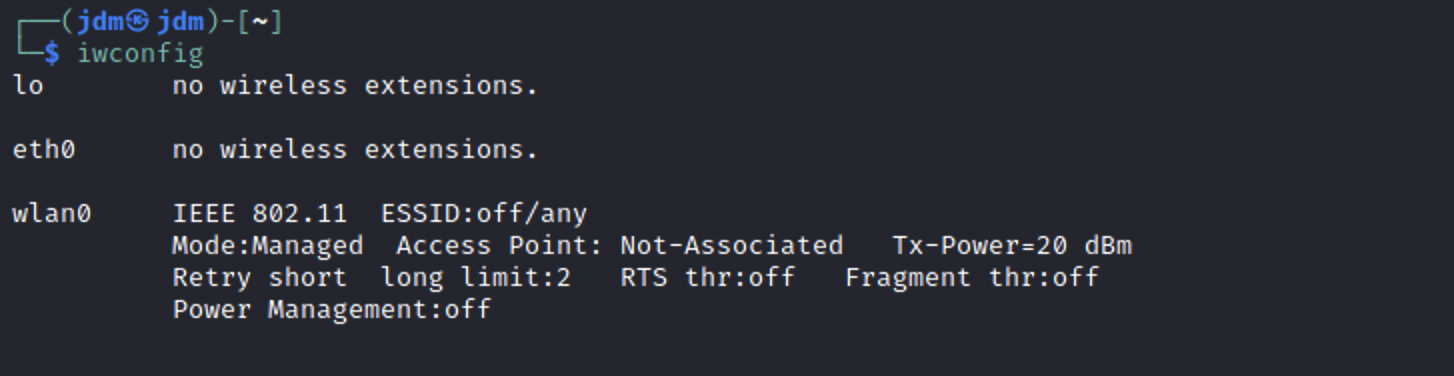 ┌──(jdm㉿jdm)-[~]
└─$ iwconfig
lo        no wireless extensions.
eth0      no wireless extensions.
wlan0     IEEE 802.11  ESSID:off/any
          Mode:Managed  Access Point: Not-Associated   Tx-Power=20 dBm
          Retry short  long limit:2   RTS thr:off   Fragment thr:off
          Power Management:off